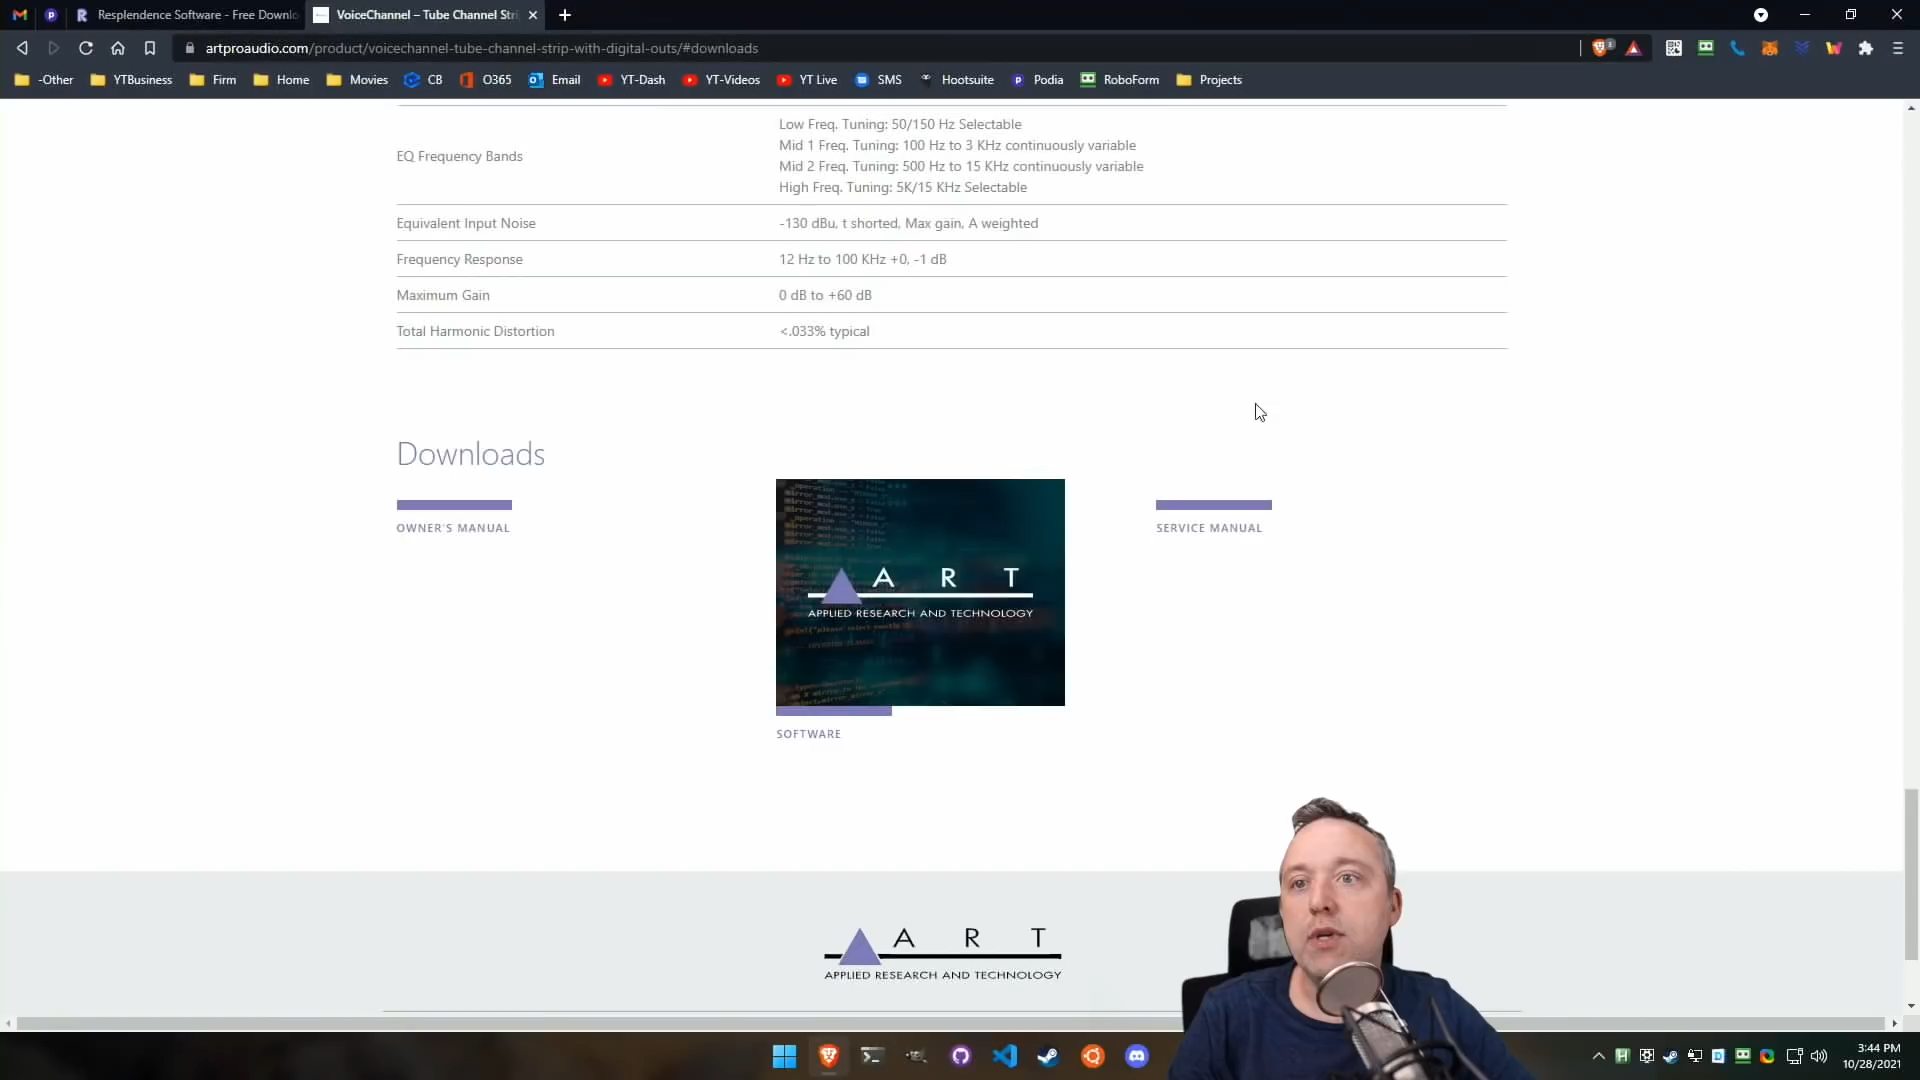 Resplendence Software - Free Downlo
VoiceChannel – Tube Channel Stri
artproaudio.com/product/voicechannel-tube-channel-strip-with-digital-outs/#downloads
-Other YTBusiness Firm Home Movies CB O365 Email YT-Dash YT-Videos YT Live SMS Hootsuite Podia RoboForm Projects
EQ Frequency Bands
Low Freq. Tuning: 50/150 Hz Selectable
Mid 1 Freq. Tuning: 100 Hz to 3 KHz continuously variable
Mid 2 Freq. Tuning: 500 Hz to 15 KHz continuously variable
High Freq. Tuning: 5K/15 KHz Selectable
Equivalent Input Noise -130 dBu, t shorted, Max gain, A weighted
Frequency Response 12 Hz to 100 KHz +0, -1 dB
Maximum Gain 0 dB to +60 dB
Total Harmonic Distortion <.033% typical
Downloads
OWNER'S MANUAL
A R T
APPLIED RESEARCH AND TECHNOLOGY
SOFTWARE
SERVICE MANUAL
A R T
APPLIED RESEARCH AND TECHNOLOGY
3:44 PM
10/28/2021